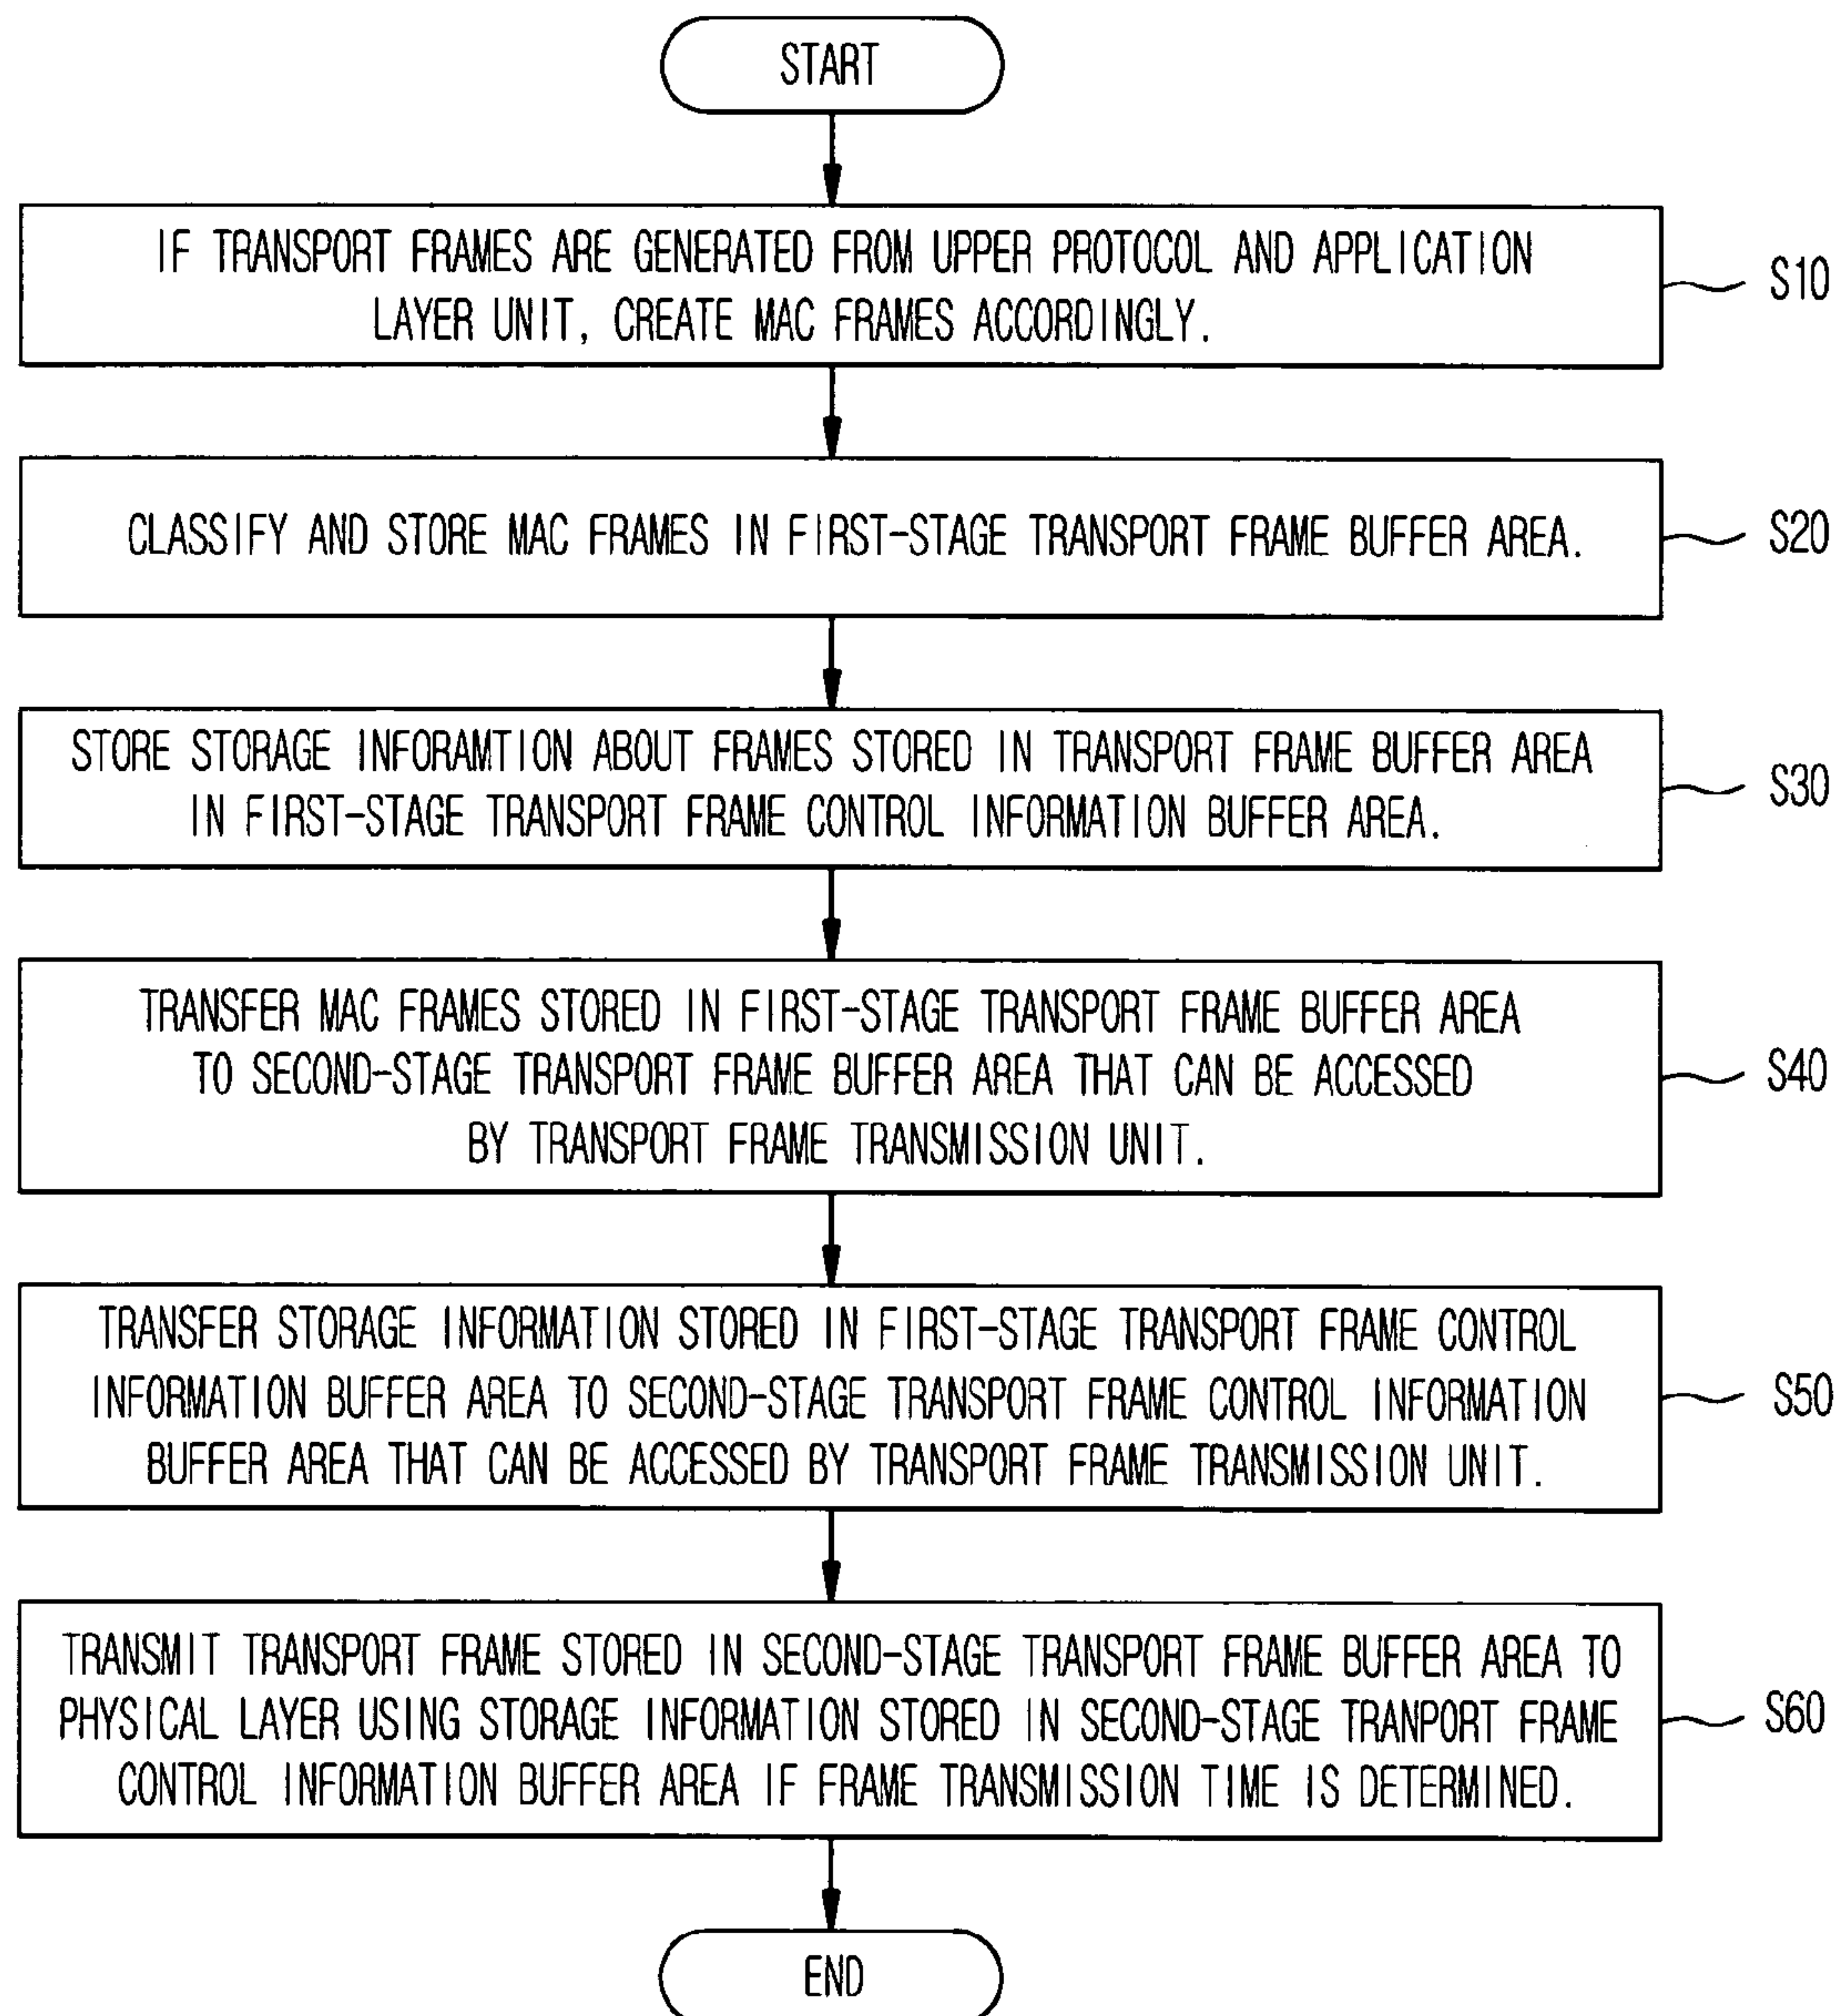 START
IF TRANSPORT FRAMES ARE GENERATED FROM UPPER PROTOCOL AND APPLICATION
LAYER UNIT, CREATE MAC FRAMES ACCORDINGLY.
S10
CLASSIFY AND STORE MAC FRAMES IN FIRST-STAGE TRANSPORT FRAME BUFFER AREA.
S20
STORE STORAGE INFORAMTION ABOUT FRAMES STORED IN TRANSPORT FRAME BUFFER AREA
IN FIRST-STAGE TRANSPORT FRAME CONTROL INFORMATION BUFFER AREA.
S30
TRANSFER MAC FRAMES STORED IN FIRST-STAGE TRANSPORT FRAME BUFFER AREA
TO SECOND-STAGE TRANSPORT FRAME BUFFER AREA THAT CAN BE ACCESSED
BY TRANSPORT FRAME TRANSMISSION UNIT.
S40
TRANSFER STORAGE INFORMATION STORED IN FIRST-STAGE TRANSPORT FRAME CONTROL
INFORMATION BUFFER AREA TO SECOND-STAGE TRANSPORT FRAME CONTROL INFORMATION
BUFFER AREA THAT CAN BE ACCESSED BY TRANSPORT FRAME TRANSMISSION UNIT.
S50
TRANSMIT TRANSPORT FRAME STORED IN SECOND-STAGE TRANSPORT FRAME BUFFER AREA TO
PHYSICAL LAYER USING STORAGE INFORMATION STORED IN SECOND-STAGE TRANPORT FRAME
CONTROL INFORMATION BUFFER AREA IF FRAME TRANSMISSION TIME IS DETERMINED.
S60
END